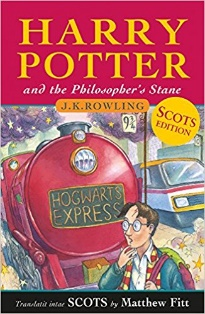 HARRY
POTTER
and the Philosopher's Stane
J.K.ROWLING
SCOTS
EDITION
9¾
HOGWARTS
EXPRESS
Translatit intae SCOTS by Matthew Fitt